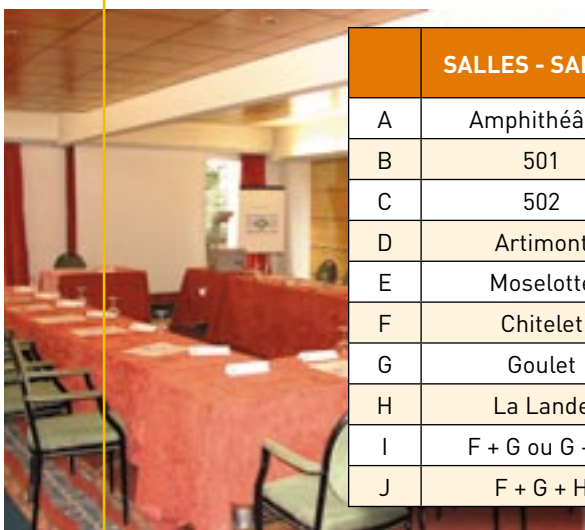 SALLES - SAL
A Amphithéâ
B 501
C 502
D Artimont
E Moselotte
F Chitelet
G Goulet
H La Lande
I F + G ou G +
J F + G + H